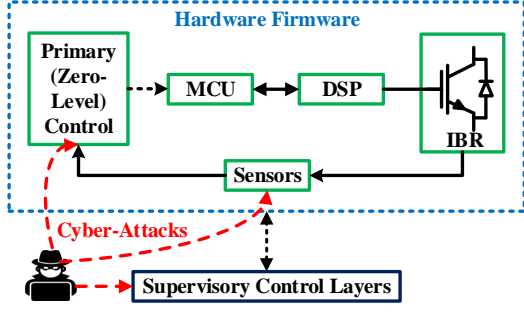 Hardware Firmware
Primary
(Zero-
Level)
Control
MCU
DSP
IBR
Sensors
Cyber-Attacks
Supervisory Control Layers